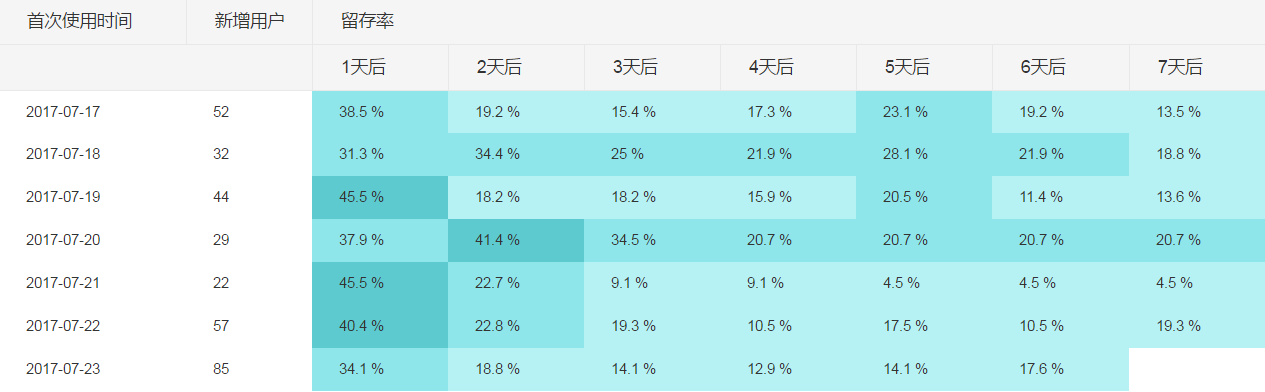 首次使用时间 新增用户 留存率
1天后 2天后 3天后 4天后 5天后 6天后 7天后
2017-07-17 52 38.5 % 19.2 % 15.4 % 17.3 % 23.1 % 19.2 % 13.5 %
2017-07-18 32 31.3 % 34.4 % 25 % 21.9 % 28.1 % 21.9 % 18.8 %
2017-07-19 44 45.5 % 18.2 % 18.2 % 15.9 % 20.5 % 11.4 % 13.6 %
2017-07-20 29 37.9 % 41.4 % 34.5 % 20.7 % 20.7 % 20.7 % 20.7 %
2017-07-21 22 45.5 % 22.7 % 9.1 % 9.1 % 4.5 % 4.5 % 4.5 %
2017-07-22 57 40.4 % 22.8 % 19.3 % 10.5 % 17.5 % 10.5 % 19.3 %
2017-07-23 85 34.1 % 18.8 % 14.1 % 12.9 % 14.1 % 17.6 %